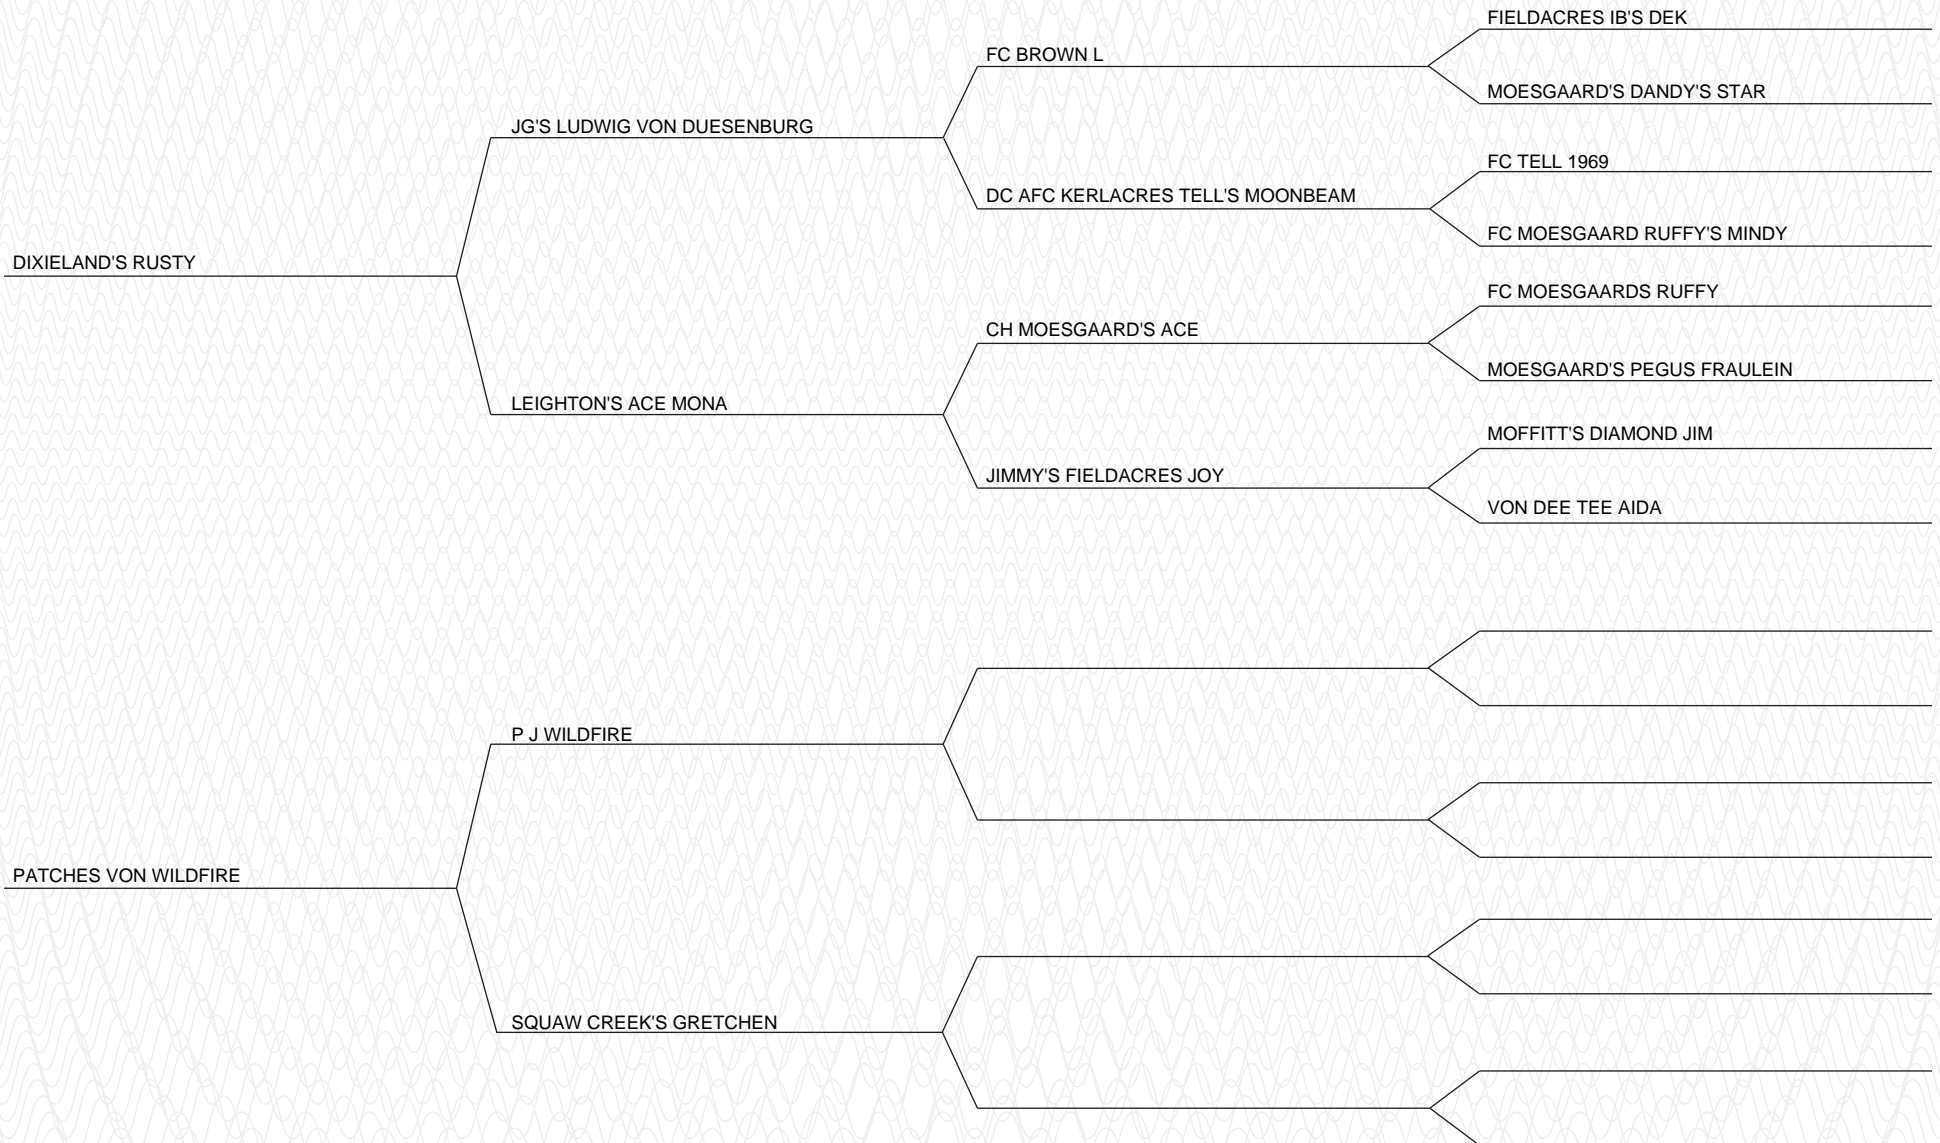 FIELDACRES IB'S DEK
FC BROWN L
MOESGAARD'S DANDY'S STAR
JG'S LUDWIG VON DUESENBURG
FC TELL 1969
DC AFC KERLACRES TELL'S MOONBEAM
FC MOESGAARD RUFFY'S MINDY
DIXIELAND'S RUSTY
FC MOESGAARDS RUFFY
CH MOESGAARD'S ACE
MOESGAARD'S PEGUS FRAULEIN
LEIGHTON'S ACE MONA
MOFFITT'S DIAMOND JIM
JIMMY'S FIELDACRES JOY
VON DEE TEE AIDA
P J WILDFIRE
PATCHES VON WILDFIRE
SQUAW CREEK'S GRETCHEN